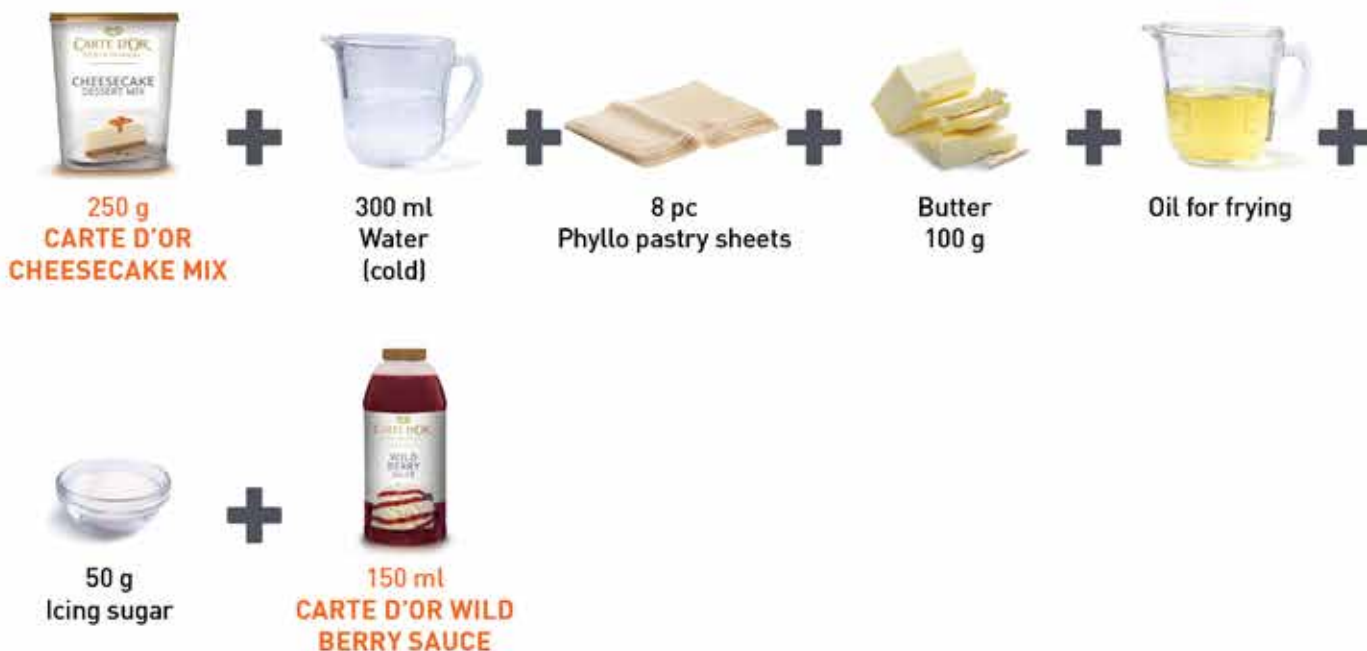 CARTE D'OR
CHEESECAKE
DESSERT MIX
250 g
CARTE D'OR
CHEESECAKE MIX
300 ml
Water
(cold)
8 pc
Phyllo pastry sheets
Butter
100 g
Oil for frying
50 g
Icing sugar
CARTE D'OR
WILD
BERRY
150 ml
CARTE D'OR WILD
BERRY SAUCE